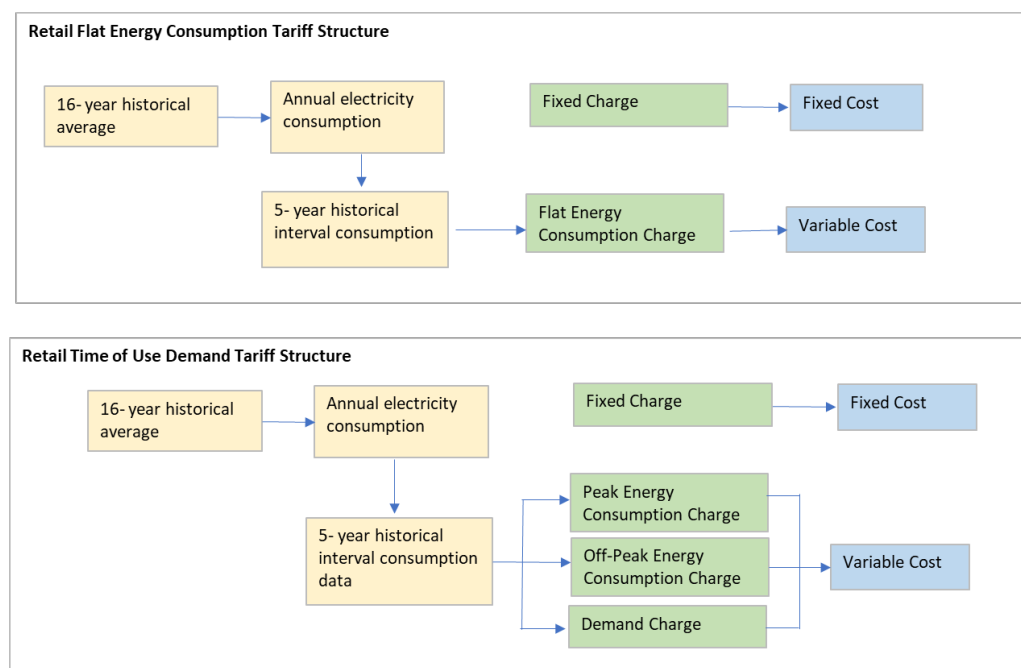 Retail Flat Energy Consumption Tariff Structure
16- year historical
average
Annual electricity
consumption
Fixed Charge
Fixed Cost
5- year historical
interval consumption
Flat Energy
Consumption Charge
Variable Cost
Retail Time of Use Demand Tariff Structure
16- year historical
average
Annual electricity
consumption
Fixed Charge
Fixed Cost
5- year historical
interval consumption
data
Peak Energy
Consumption Charge
Off-Peak Energy
Consumption Charge
Demand Charge
Variable Cost